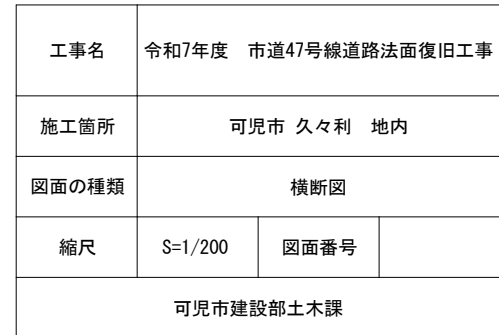 工事名 令和7年度　市道47号線道路法面復旧工事
施工箇所 可児市 久々利　地内
図面の種類 横断図
縮尺 S=1/200 図面番号
可児市建設部土木課